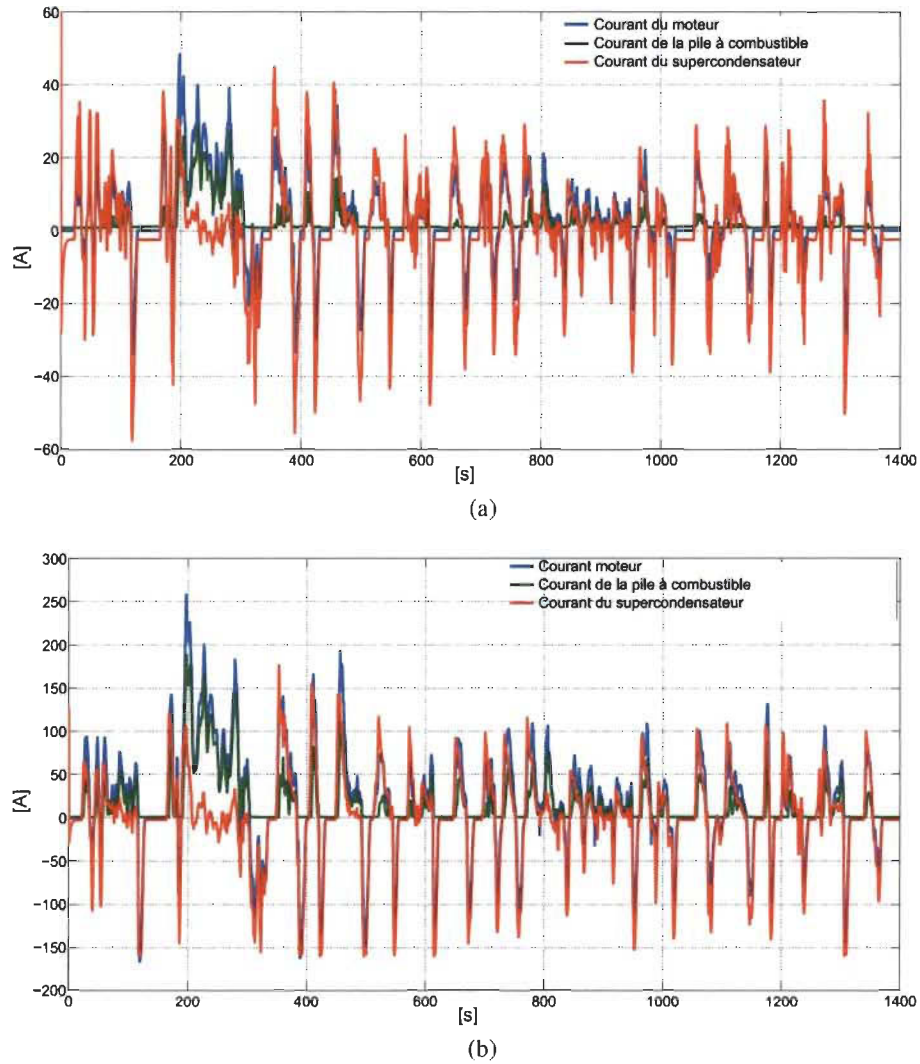 60
40
20
0
−20
−40
−60
[A]
Courant du moteur
Courant de la pile à combustible
Courant du supercondensateur
0 200 400 600 800 1000 1200 1400
[s]
(a)
300
250
200
150
100
50
0
−50
−100
−150
−200
[A]
Courant moteur
Courant de la pile à combustible
Courant du supercondensateur
0 200 400 600 800 1000 1200 1400
[s]
(b)